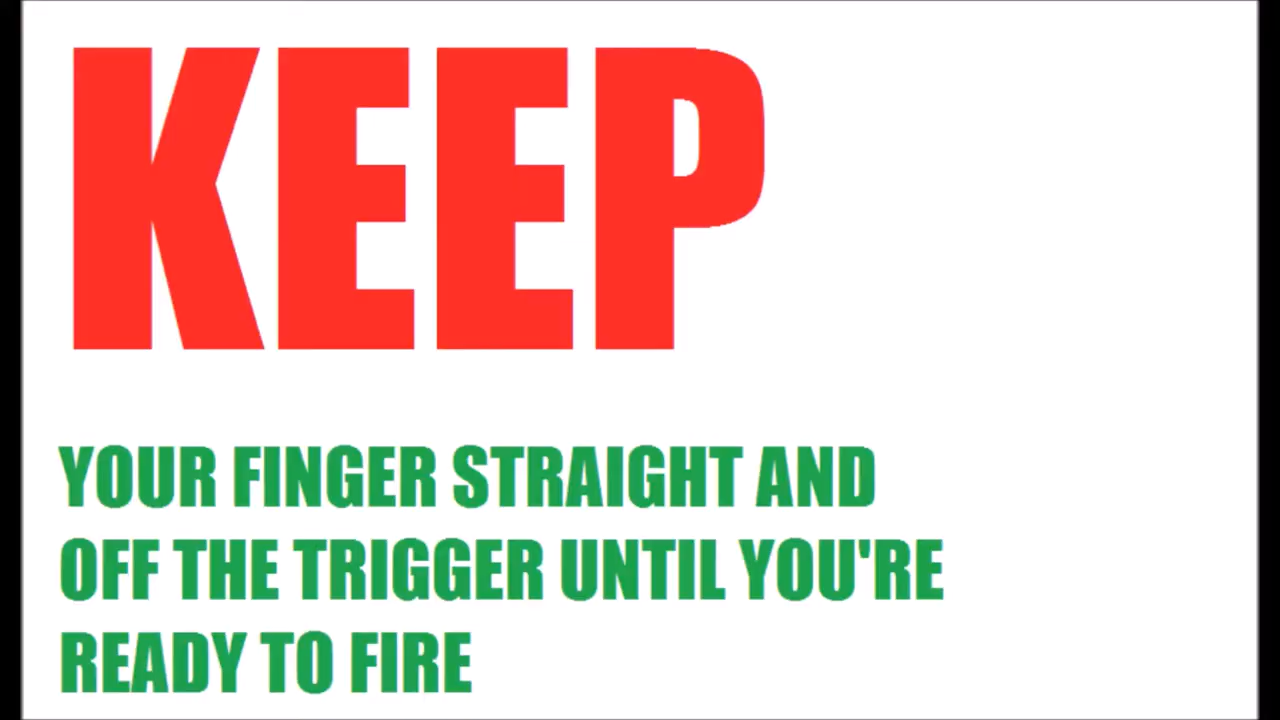 KEEP
YOUR FINGER STRAIGHT AND
OFF THE TRIGGER UNTIL YOU'RE
READY TO FIRE